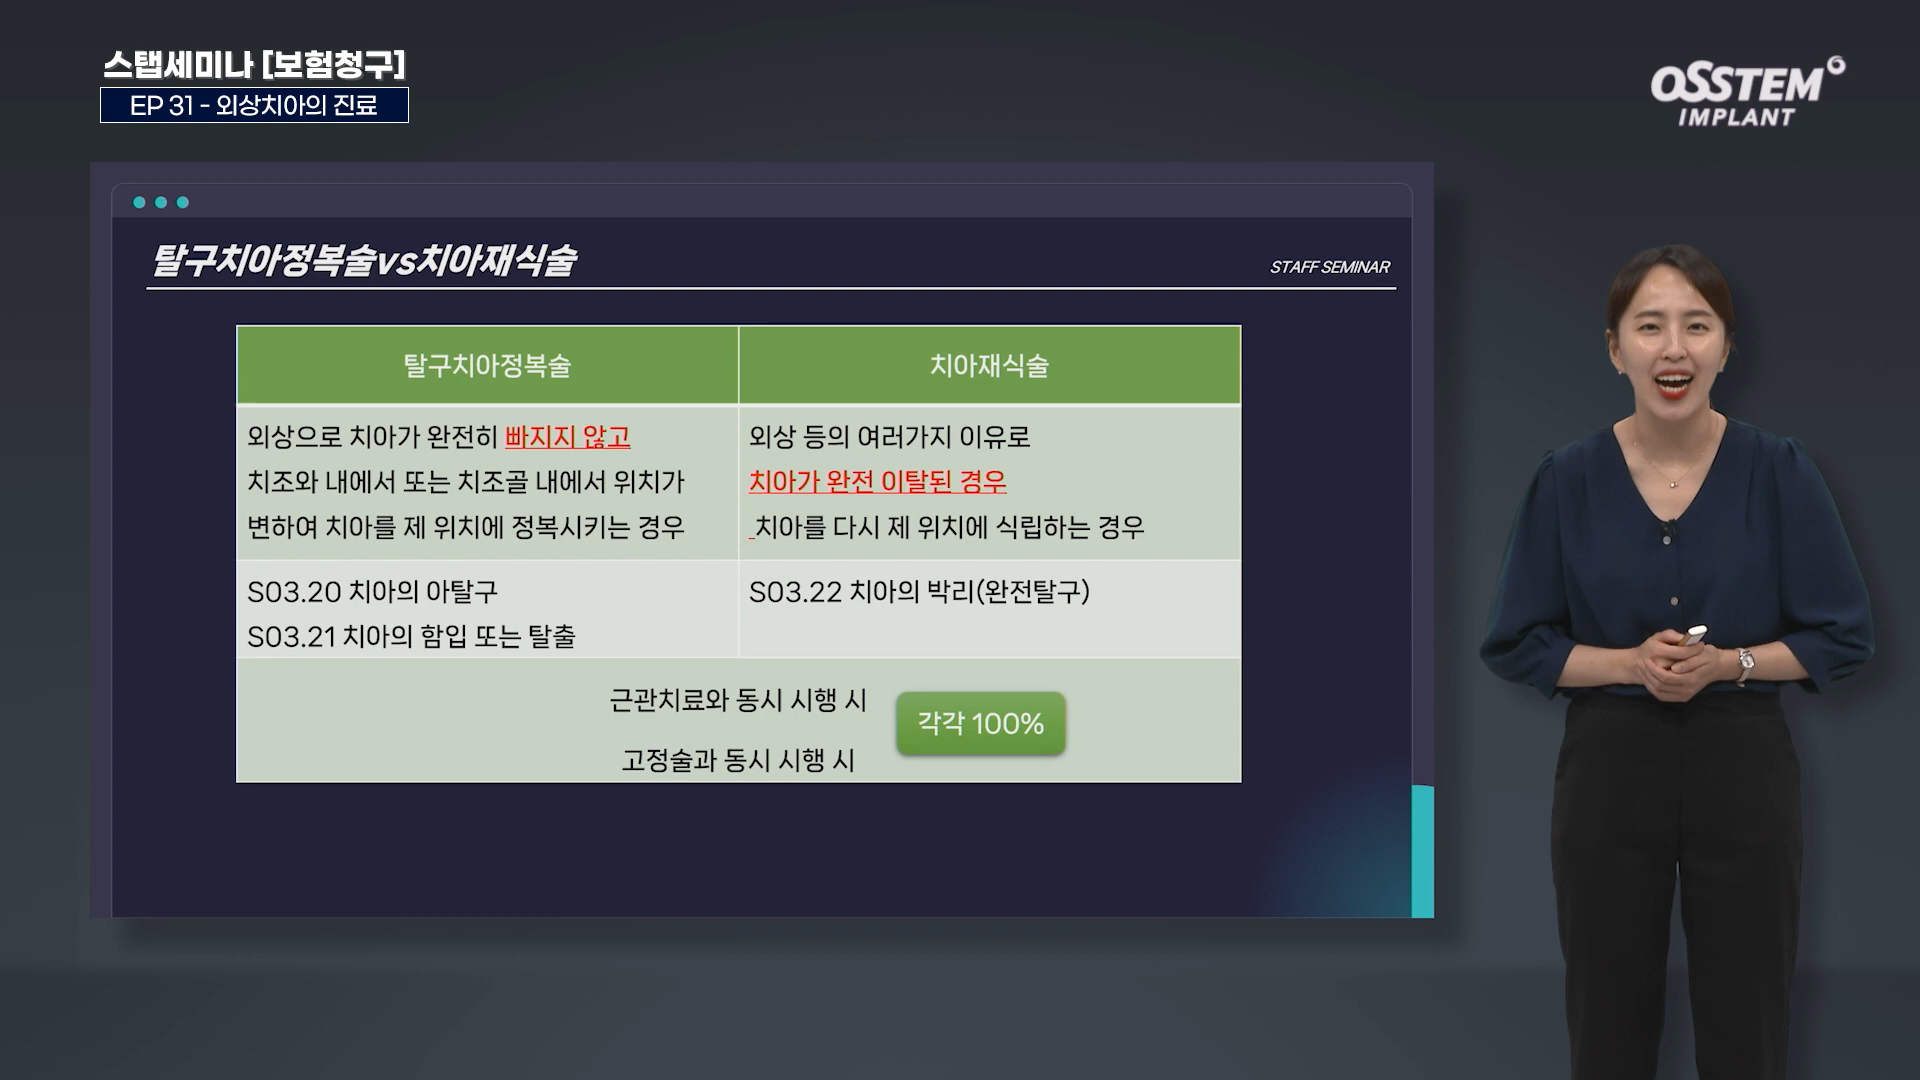 스탭세미나 [보험청구]
EP 31 - 외상치아의 진료
OSSTEM
IMPLANT
탈구치아정복술vs치아재식술
STAFF SEMINAR
탈구치아정복술
치아재식술
외상으로 치아가 완전히 빠지지 않고
치조와 내에서 또는 치조골 내에서 위치가
변하여 치아를 제 위치에 정복시키는 경우
외상 등의 여러가지 이유로
치아가 완전 이탈된 경우
치아를 다시 제 위치에 식립하는 경우
S03.20 치아의 아탈구
S03.21 치아의 함입 또는 탈출
S03.22 치아의 박리(완전탈구)
근관치료와 동시 시행 시
고정술과 동시 시행 시
각각 100%